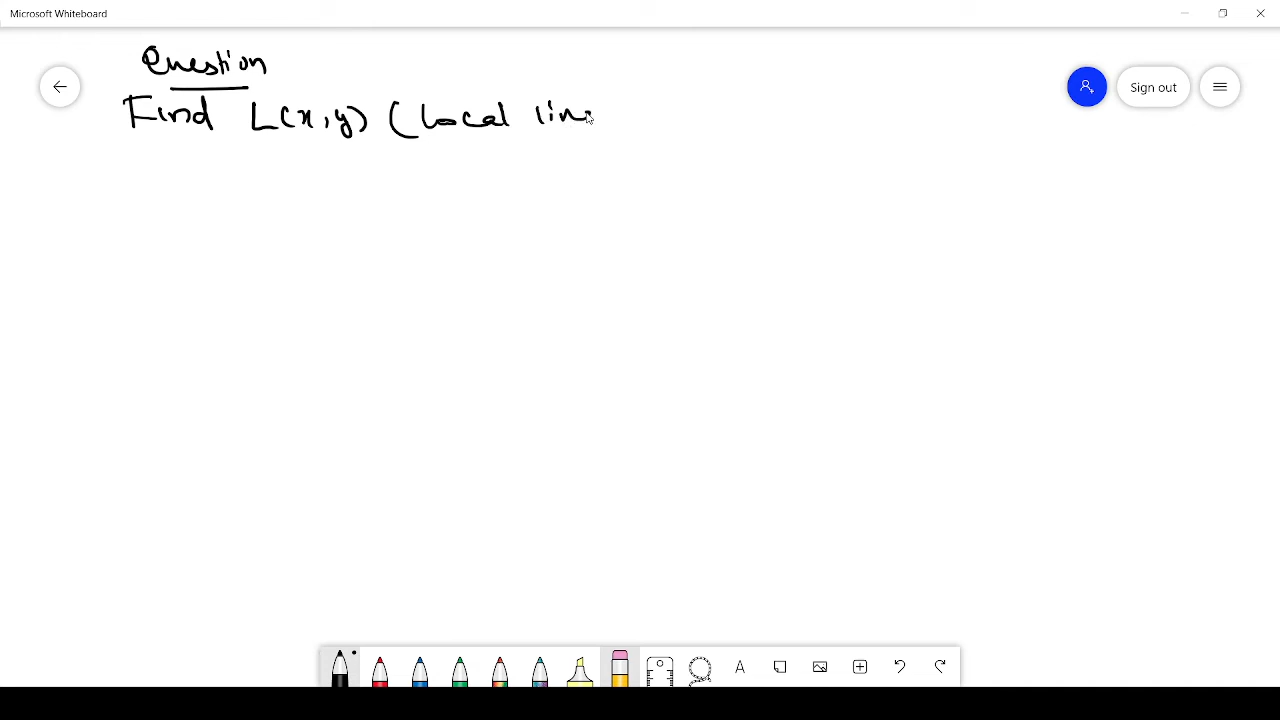 Microsoft Whiteboard
Question
Sign out
Find L(x,y) (Local lin
A